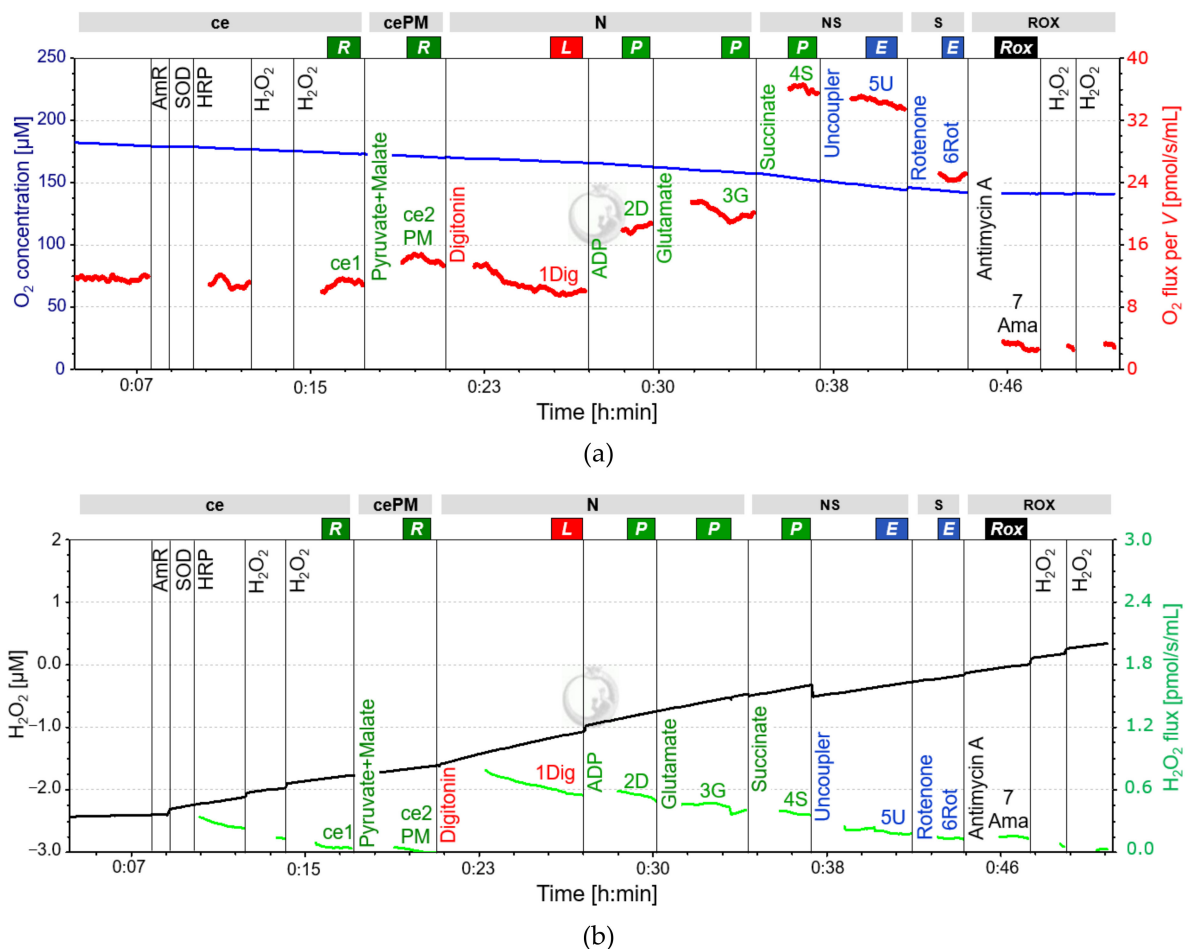 ce cePM N NS S ROX
R R L P P P E E Rox
250 40
AmR
SOD
HRP
H₂O₂
H₂O₂
Pyruvate+Malate
Digitonin
ADP
Glutamate
Succinate
Uncoupler
Rotenone
Antimycin A
H₂O₂
H₂O₂
200
150
100
50
0
36
24
16
8
0
ce1
ce2
PM
1Dig
2D
3G
4S
5U
6Rot
7
Ama
O₂ concentration [µM]
O₂ flux per V [pmol/s/mL]
0:07 0:15 0:23 0:30 0:38 0:46
Time [h:min]
(a)
ce cePM N NS S ROX
R R L P P P E E Rox
2 3.0
AmR
SOD
HRP
H₂O₂
H₂O₂
Pyruvate+Malate
Digitonin
ADP
Glutamate
Succinate
Uncoupler
Rotenone
Antimycin A
H₂O₂
H₂O₂
1
0.0
−1.0
−2.0
−3.0
2.4
1.8
1.2
0.6
0.0
ce1
ce2
PM
1Dig
2D
3G
4S
5U
6Rot
7
Ama
H₂O₂ [µM]
H₂O₂ flux [pmol/s/mL]
0:07 0:15 0:23 0:30 0:38 0:46
Time [h:min]
(b)